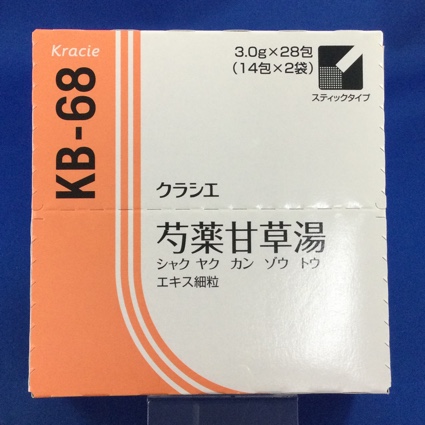 Kracie
KB-68
3.0g×28包
(14包×2袋)
スティックタイプ
クラシエ
芍薬甘草湯
シャク ヤク カン ゾウ トウ
エキス細粒